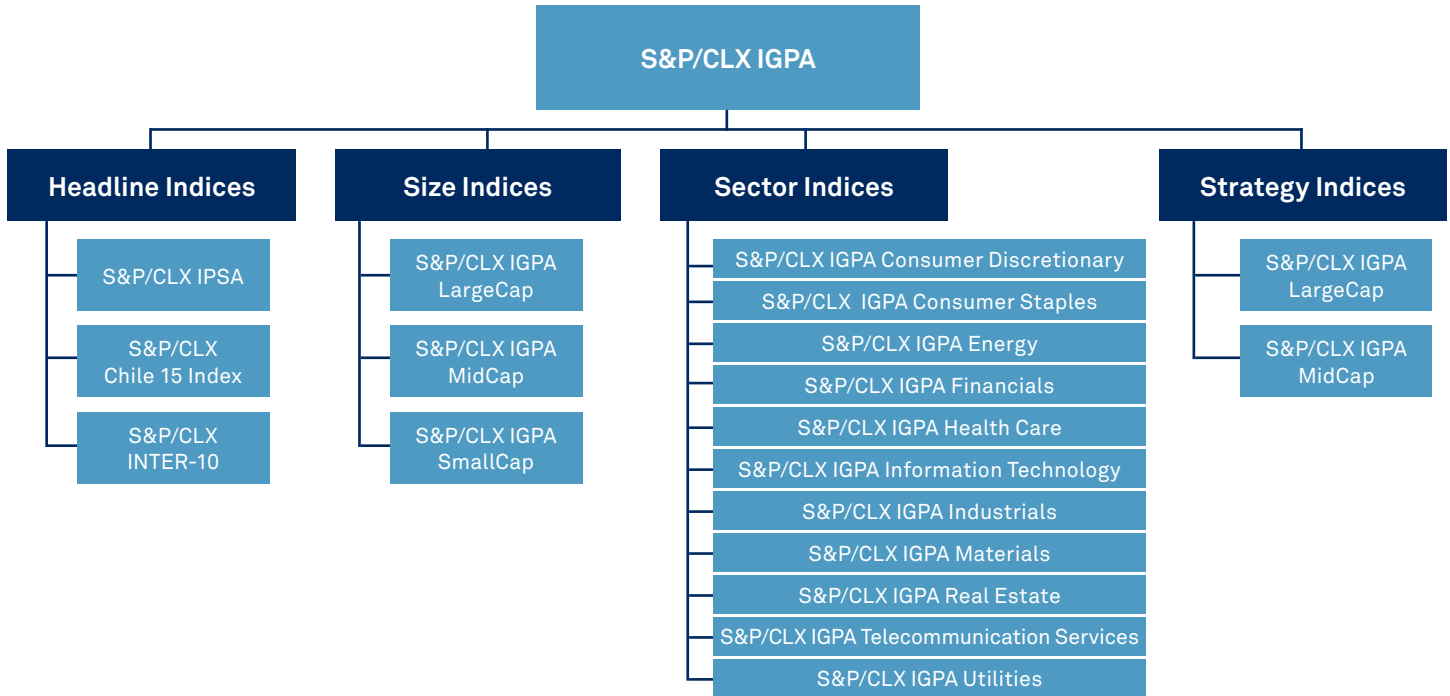 S&P/CLX IGPA
Headline Indices
S&P/CLX IPSA
S&P/CLX
Chile 15 Index
S&P/CLX
INTER-10
Size Indices
S&P/CLX IGPA
LargeCap
S&P/CLX IGPA
MidCap
S&P/CLX IGPA
SmallCap
Sector Indices
S&P/CLX IGPA Consumer Discretionary
S&P/CLX IGPA Consumer Staples
S&P/CLX IGPA Energy
S&P/CLX IGPA Financials
S&P/CLX IGPA Health Care
S&P/CLX IGPA Information Technology
S&P/CLX IGPA Industrials
S&P/CLX IGPA Materials
S&P/CLX IGPA Real Estate
S&P/CLX IGPA Telecommunication Services
S&P/CLX IGPA Utilities
Strategy Indices
S&P/CLX IGPA
LargeCap
S&P/CLX IGPA
MidCap